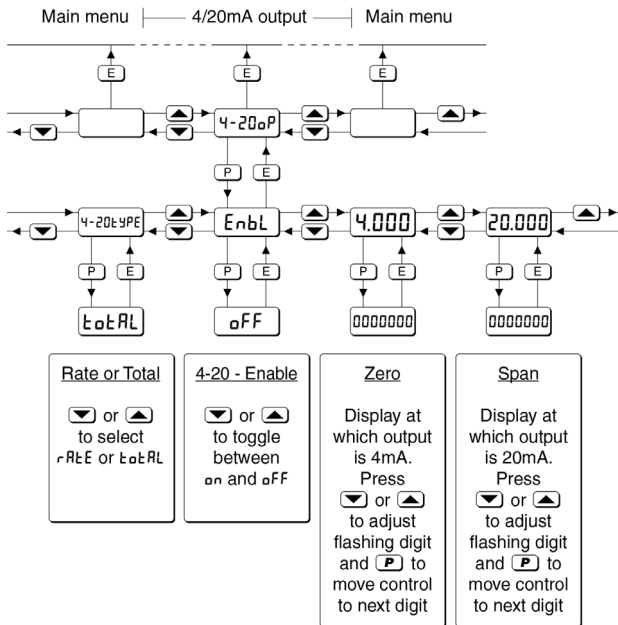 Main menu 4/20mA output Main menu
E E E
4-20oP
P E
4-20tYPE EnbL 4.000 20.000
P E P E P E P E
totAL oFF 0000000 0000000
Rate or Total
or
to select
rAtE or totAL
4-20 - Enable
or
to toggle
between
on and oFF
Zero
Display at
which output
is 4mA.
Press
or
to adjust
flashing digit
and P to
move control
to next digit
Span
Display at
which output
is 20mA.
Press
or
to adjust
flashing digit
and P to
move control
to next digit